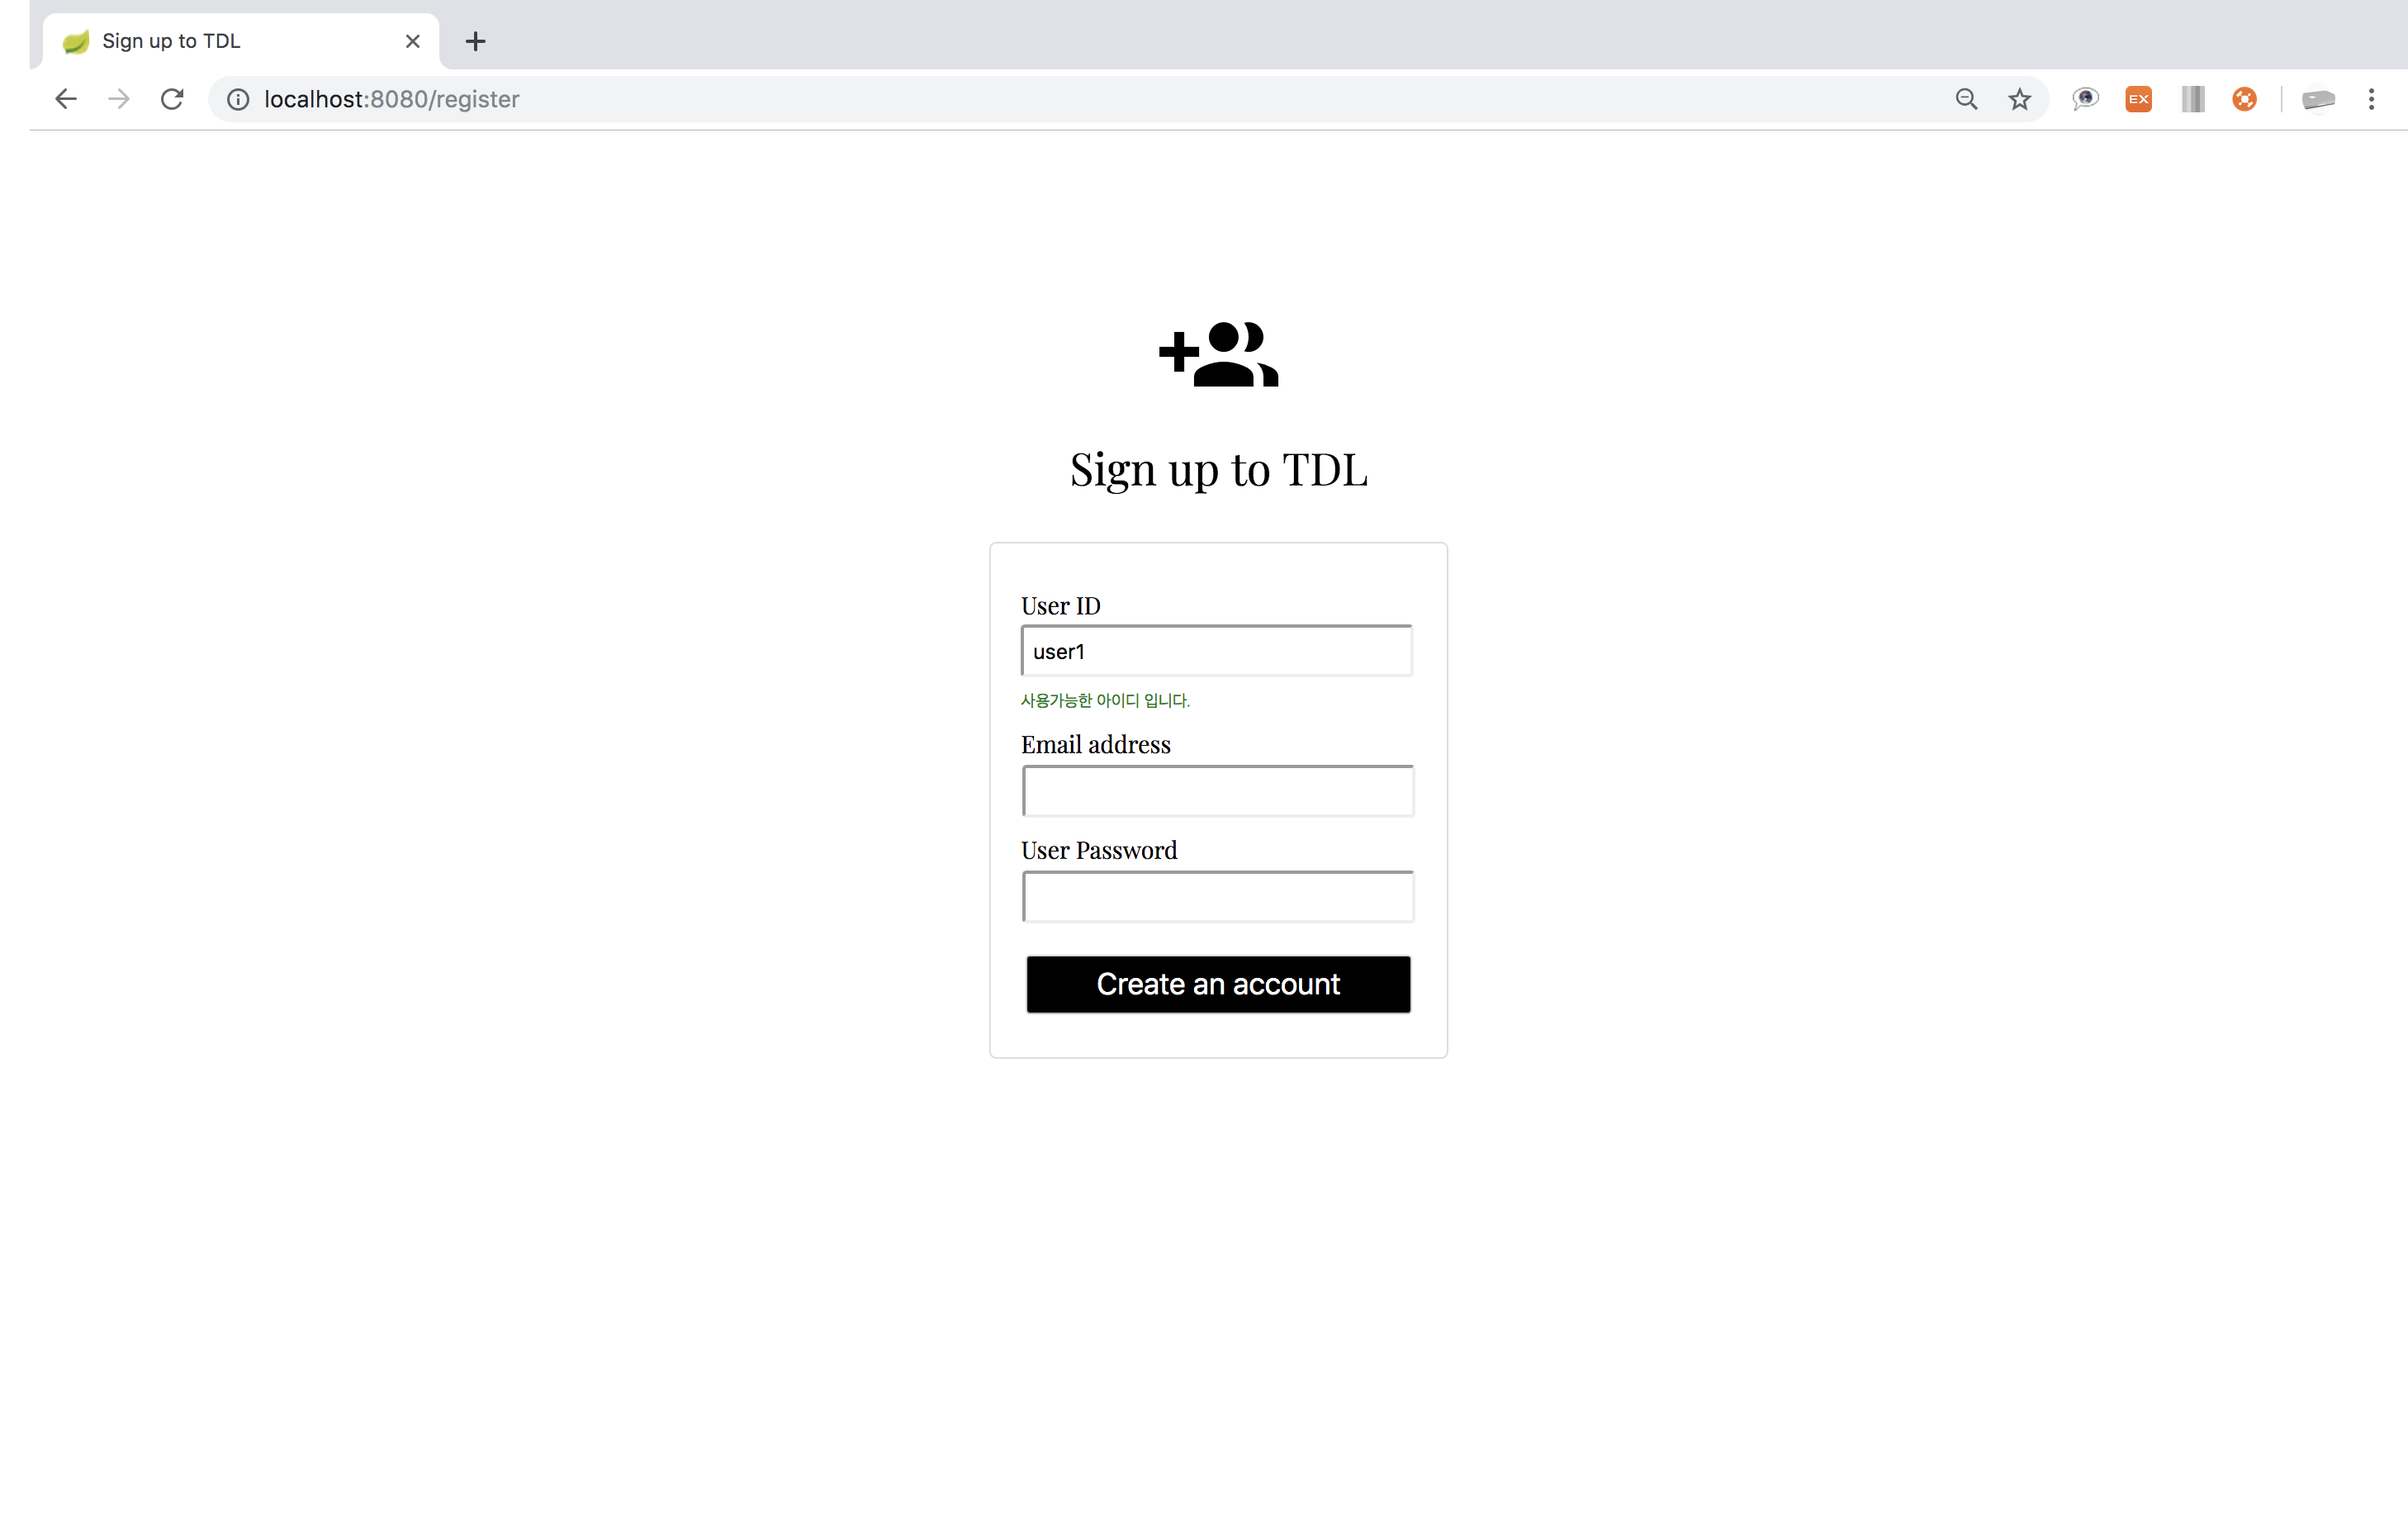 Sign up to TDL
localhost:8080/register
EX
Sign up to TDL
User ID
user1
사용가능한 아이디 입니다.
Email address
User Password
Create an account